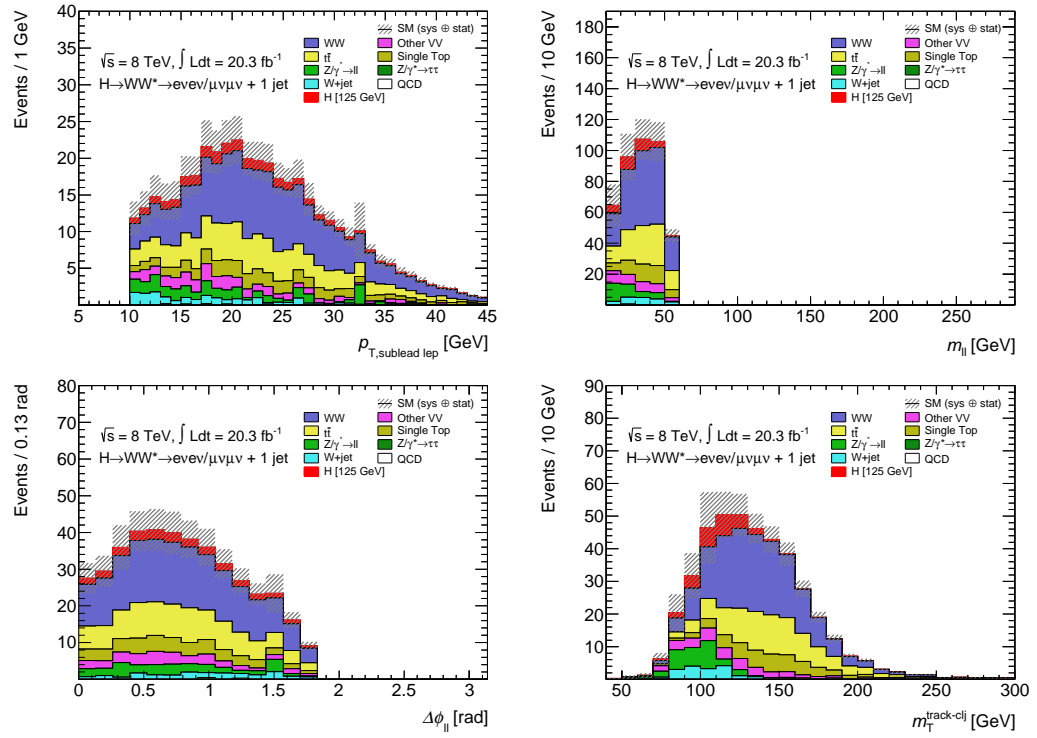 Events / 1 GeV
40
35
30
25
20
15
10
5
√s = 8 TeV, ∫ Ldt = 20.3 fb⁻¹
H→WW*→eνeν/μνμν + 1 jet
SM (sys ⊕ stat)
WW Other VV
tt̄ Single Top
Z/γ*→ll Z/γ*→ττ
W+jet QCD
H [125 GeV]
5 10 15 20 25 30 35 40 45
p_T,sublead lep [GeV]
Events / 10 GeV
180
160
140
120
100
80
60
40
20
√s = 8 TeV, ∫ Ldt = 20.3 fb⁻¹
H→WW*→eνeν/μνμν + 1 jet
SM (sys ⊕ stat)
WW Other VV
tt̄ Single Top
Z/γ*→ll Z/γ*→ττ
W+jet QCD
H [125 GeV]
50 100 150 200 250
m_ll [GeV]
Events / 0.13 rad
80
70
60
50
40
30
20
10
√s = 8 TeV, ∫ Ldt = 20.3 fb⁻¹
H→WW*→eνeν/μνμν + 1 jet
SM (sys ⊕ stat)
WW Other VV
tt̄ Single Top
Z/γ*→ll Z/γ*→ττ
W+jet QCD
H [125 GeV]
0 0.5 1 1.5 2 2.5 3
Δϕ_ll [rad]
Events / 10 GeV
90
80
70
60
50
40
30
20
10
√s = 8 TeV, ∫ Ldt = 20.3 fb⁻¹
H→WW*→eνeν/μνμν + 1 jet
SM (sys ⊕ stat)
WW Other VV
tt̄ Single Top
Z/γ*→ll Z/γ*→ττ
W+jet QCD
H [125 GeV]
50 100 150 200 250 300
m_T^track-clj [GeV]